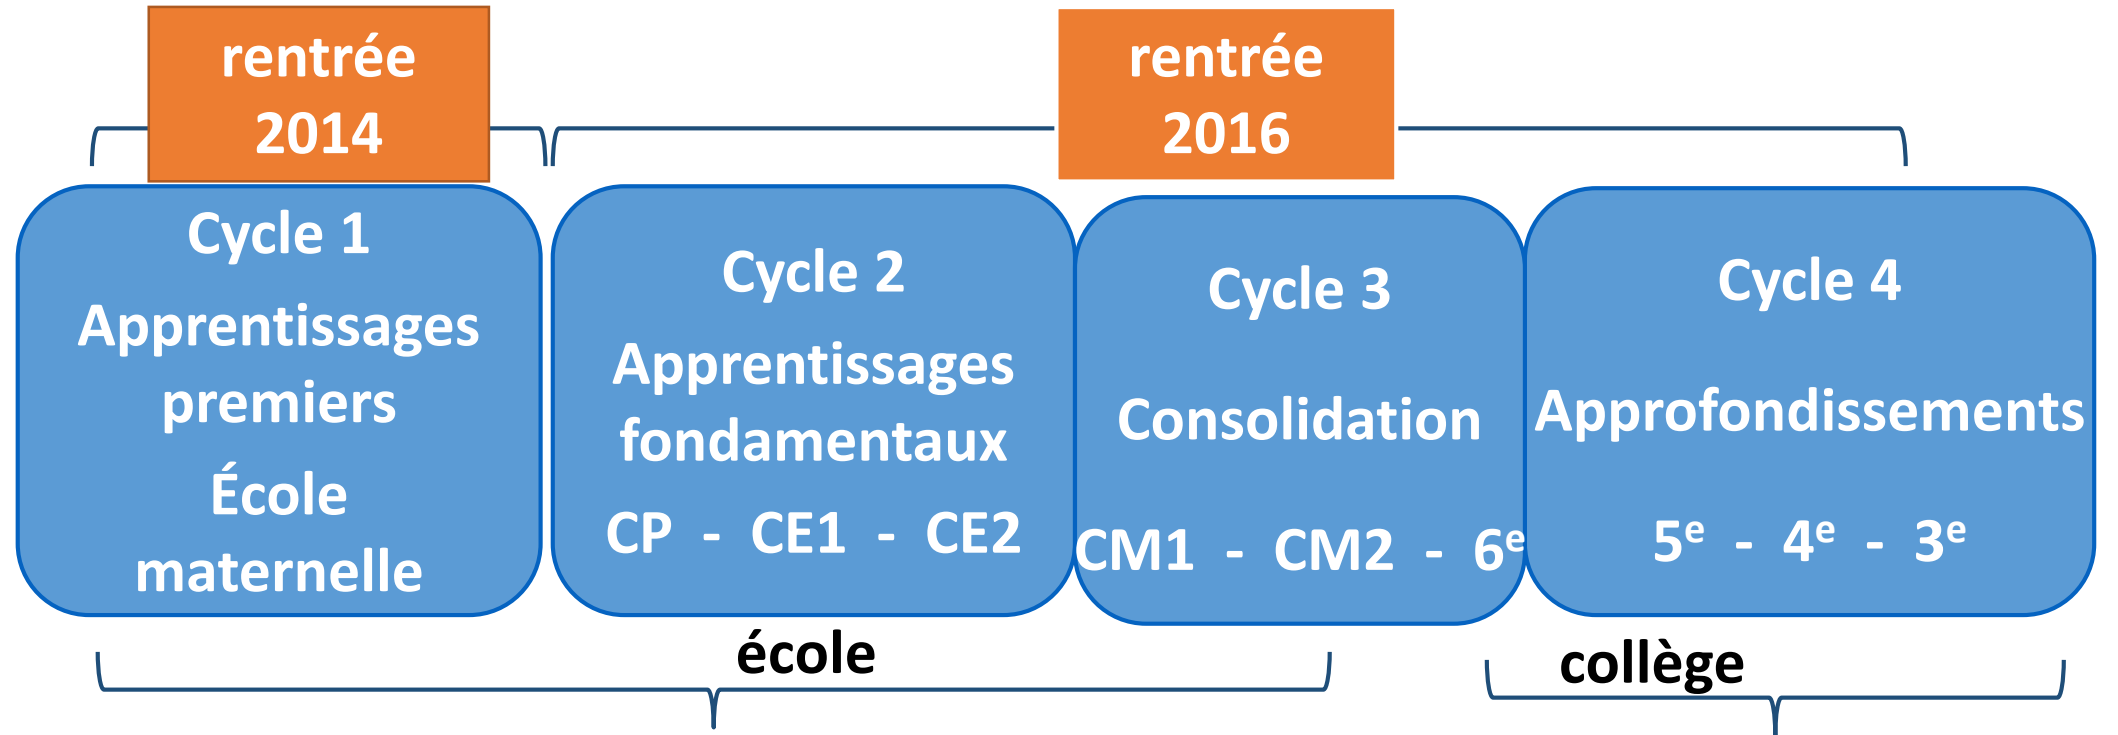 rentrée
2014
rentrée
2016
Cycle 1
Apprentissages
premiers
École
maternelle
Cycle 2
Apprentissages
fondamentaux
CP - CE1 - CE2
Cycle 3
Consolidation
CM1 - CM2 - 6ᵉ
Cycle 4
Approfondissements
5ᵉ - 4ᵉ - 3ᵉ
école
collège